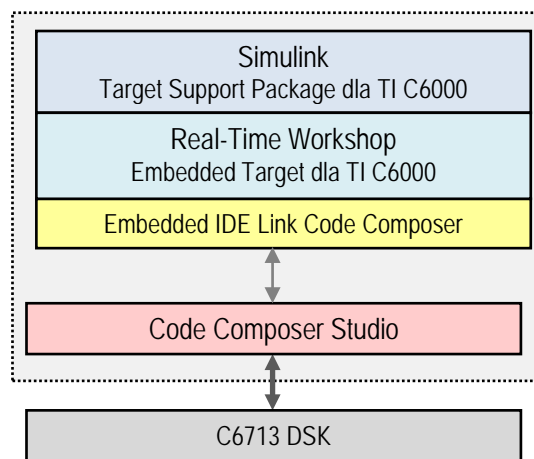 Simulink
Target Support Package dla TI C6000
Real-Time Workshop
Embedded Target dla TI C6000
Embedded IDE Link Code Composer
Code Composer Studio
C6713 DSK